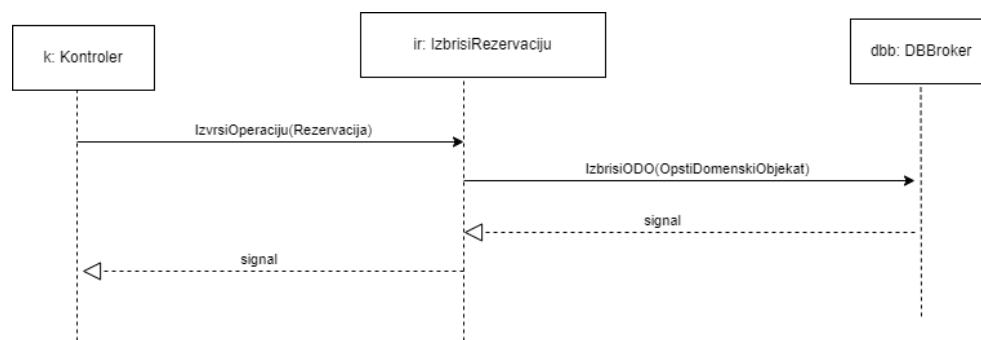 k: Kontroler
ir: IzbrisiRezervaciju
dbb: DBBroker
IzvrsiOperaciju(Rezervacija)
IzbrisiODO(OpstiDomenskiObjekat)
signal
signal